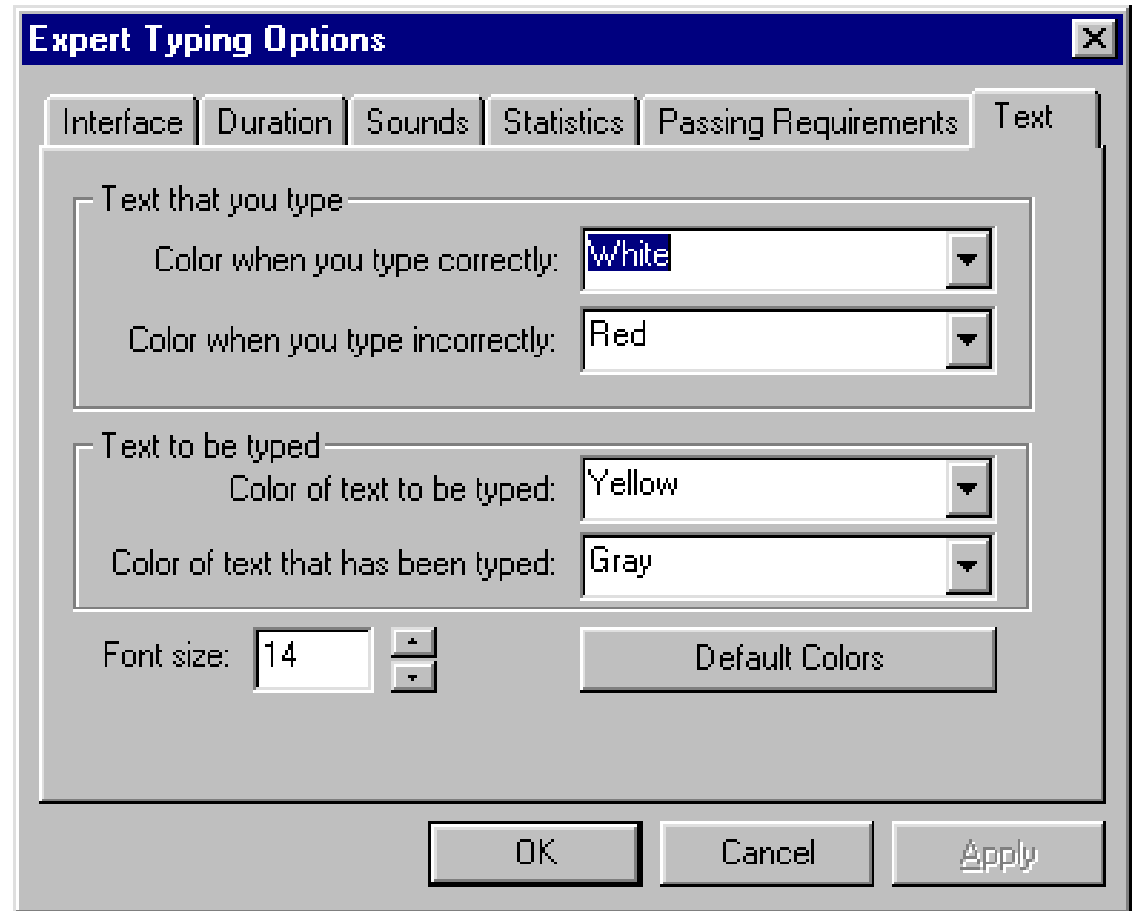 Expert Typing Options
Interface Duration Sounds Statistics Passing Requirements Text
Text that you type
Color when you type correctly: White
Color when you type incorrectly: Red
Text to be typed
Color of text to be typed: Yellow
Color of text that has been typed: Gray
Font size: 14 Default Colors
OK Cancel Apply